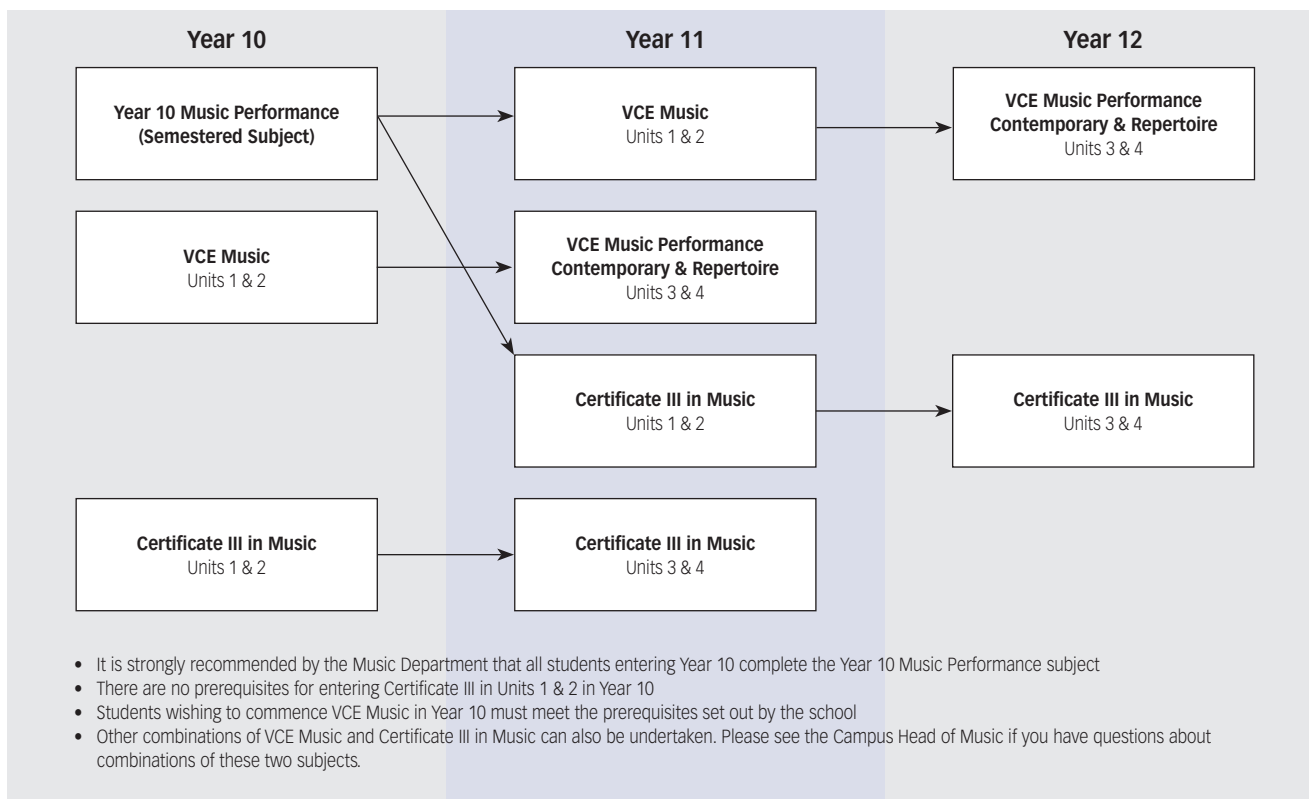 Year 10
Year 11
Year 12
Year 10 Music Performance
(Semestered Subject)
VCE Music
Units 1 & 2
VCE Music Performance
Contemporary & Repertoire
Units 3 & 4
VCE Music
Units 1 & 2
VCE Music Performance
Contemporary & Repertoire
Units 3 & 4
Certificate III in Music
Units 1 & 2
Certificate III in Music
Units 3 & 4
Certificate III in Music
Units 1 & 2
Certificate III in Music
Units 3 & 4
• It is strongly recommended by the Music Department that all students entering Year 10 complete the Year 10 Music Performance subject
• There are no prerequisites for entering Certificate III in Units 1 & 2 in Year 10
• Students wishing to commence VCE Music in Year 10 must meet the prerequisites set out by the school
• Other combinations of VCE Music and Certificate III in Music can also be undertaken. Please see the Campus Head of Music if you have questions about
combinations of these two subjects.